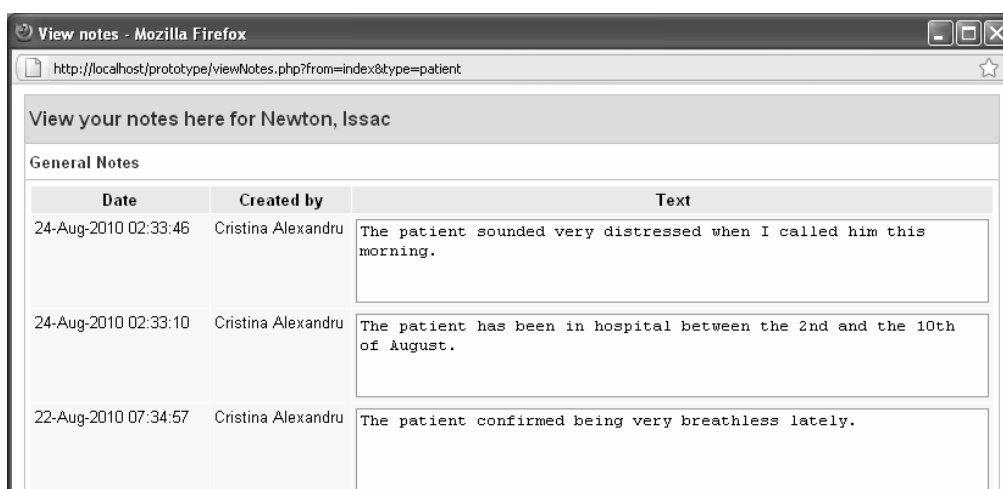 View notes - Mozilla Firefox
http://localhost/prototype/viewNotes.php?from=index&type=patient
View your notes here for Newton, Issac
General Notes
Date Created by Text
24-Aug-2010 02:33:46 Cristina Alexandru The patient sounded very distressed when I called him this
morning.
24-Aug-2010 02:33:10 Cristina Alexandru The patient has been in hospital between the 2nd and the 10th
of August.
22-Aug-2010 07:34:57 Cristina Alexandru The patient confirmed being very breathless lately.